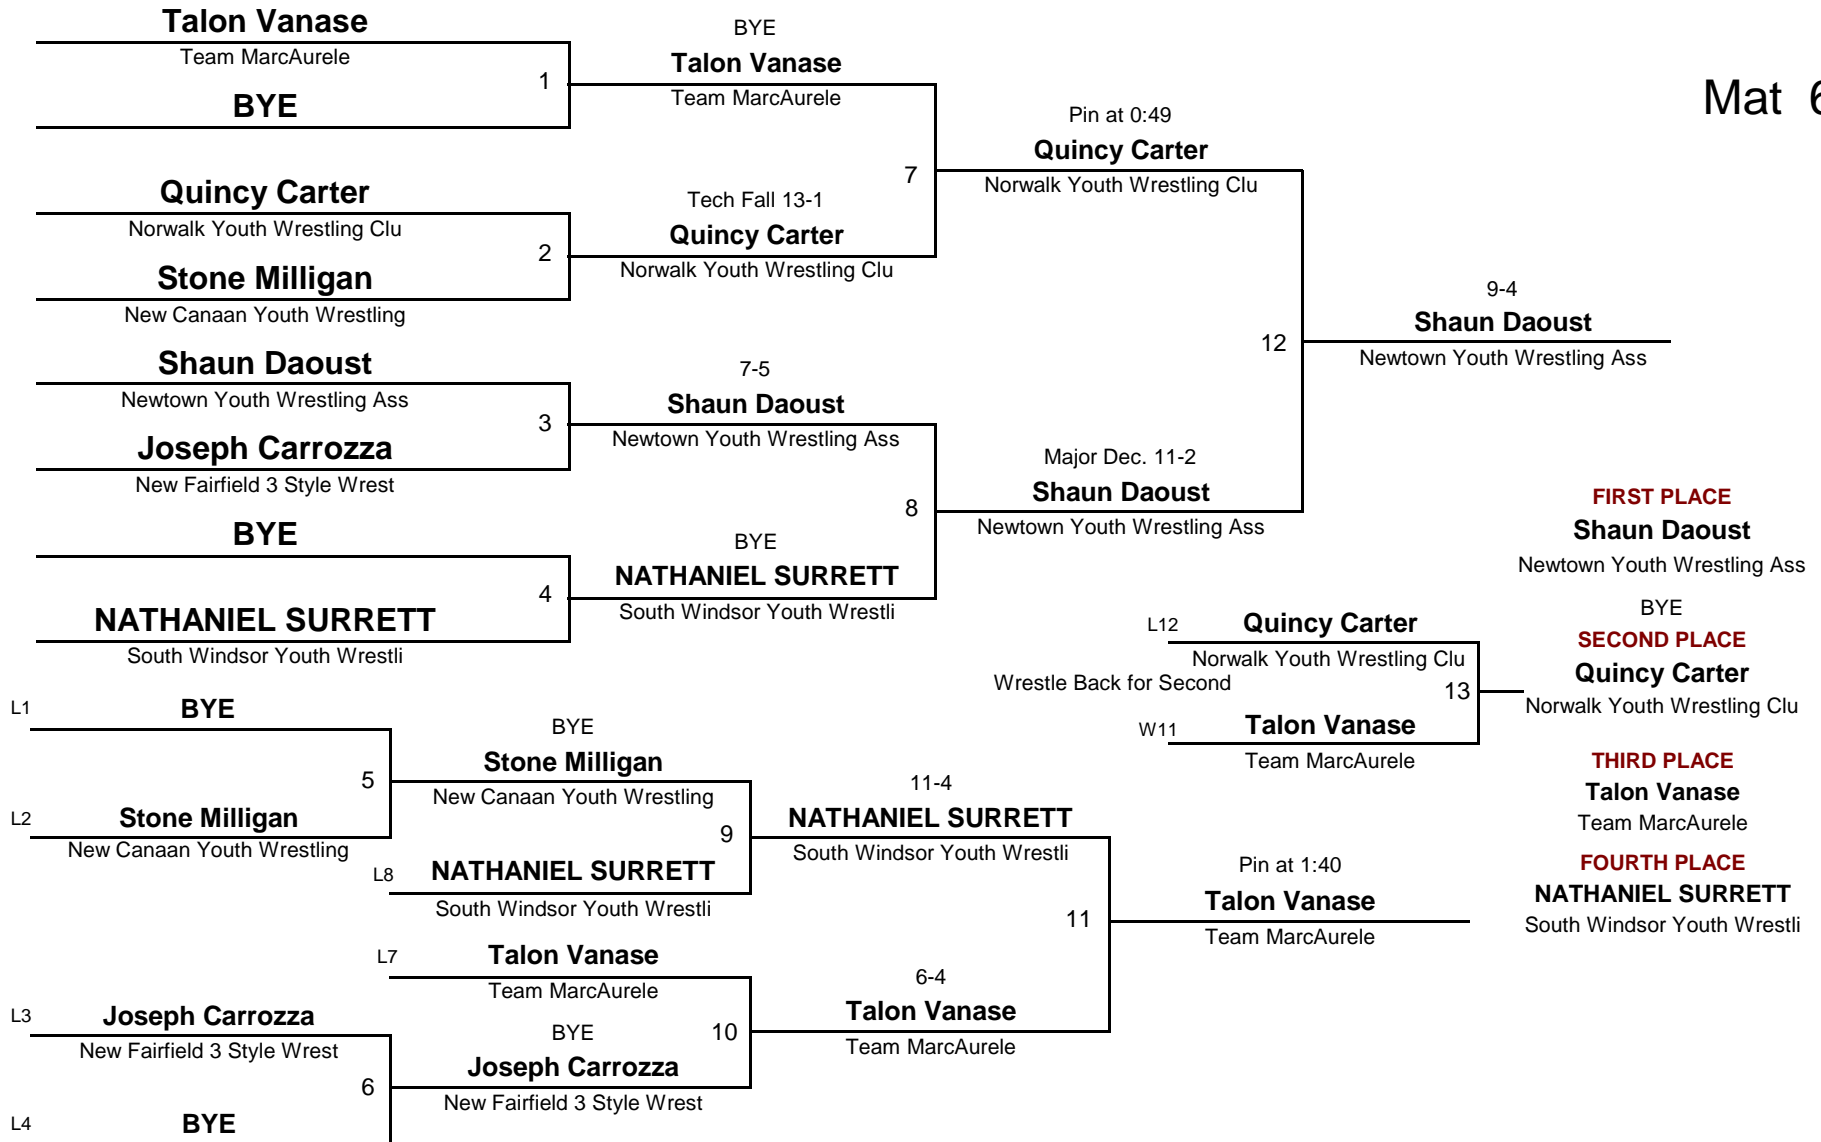 Talon Vanase
Team MarcAurele
1
BYE
Quincy Carter
Norwalk Youth Wrestling Clu
2
Stone Milligan
New Canaan Youth Wrestling
Shaun Daoust
Newtown Youth Wrestling Ass
3
Joseph Carrozza
New Fairfield 3 Style Wrest
BYE
4
NATHANIEL SURRETT
South Windsor Youth Wrestli
BYE
Talon Vanase
Team MarcAurele
7
Tech Fall 13-1
Quincy Carter
Norwalk Youth Wrestling Clu
7-5
Shaun Daoust
Newtown Youth Wrestling Ass
8
BYE
NATHANIEL SURRETT
South Windsor Youth Wrestli
Pin at 0:49
Quincy Carter
Norwalk Youth Wrestling Clu
12
Major Dec. 11-2
Shaun Daoust
Newtown Youth Wrestling Ass
Mat 6
9-4
Shaun Daoust
Newtown Youth Wrestling Ass
FIRST PLACE
Shaun Daoust
Newtown Youth Wrestling Ass
BYE
SECOND PLACE
Quincy Carter
Norwalk Youth Wrestling Clu
THIRD PLACE
Talon Vanase
Team MarcAurele
FOURTH PLACE
NATHANIEL SURRETT
South Windsor Youth Wrestli
L12 Quincy Carter
Norwalk Youth Wrestling Clu
Wrestle Back for Second
13
W11 Talon Vanase
Team MarcAurele
L1 BYE
5
L2 Stone Milligan
New Canaan Youth Wrestling
BYE
Stone Milligan
New Canaan Youth Wrestling
9
L8 NATHANIEL SURRETT
South Windsor Youth Wrestli
L7 Talon Vanase
Team MarcAurele
10
BYE
Joseph Carrozza
New Fairfield 3 Style Wrest
L3 Joseph Carrozza
New Fairfield 3 Style Wrest
6
L4 BYE
11-4
NATHANIEL SURRETT
South Windsor Youth Wrestli
11
6-4
Talon Vanase
Team MarcAurele
Pin at 1:40
Talon Vanase
Team MarcAurele